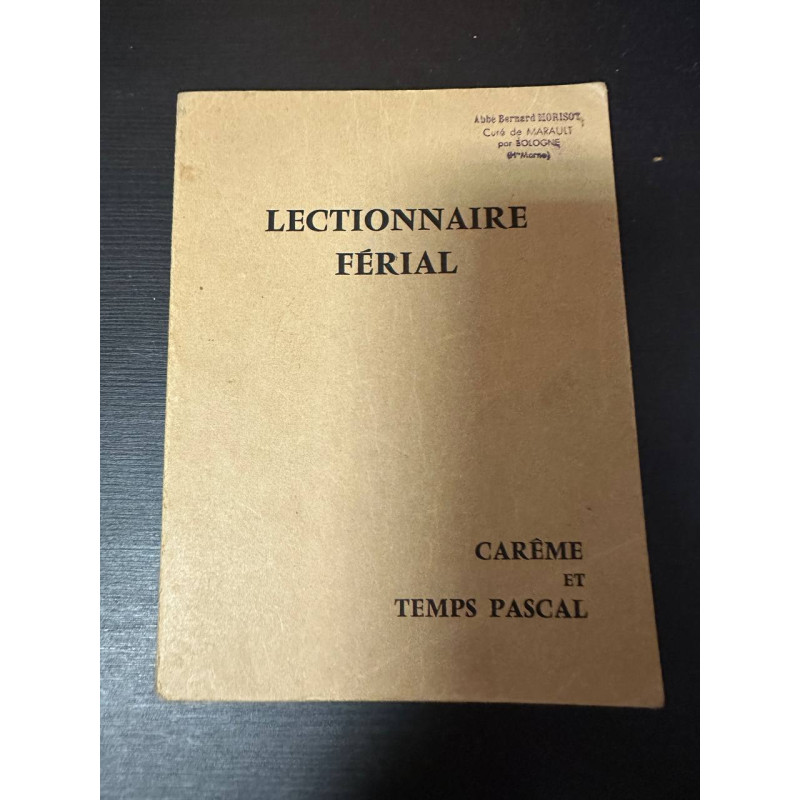 Abbé Bernard MORISOT
Curé de MARAULT
par BOLOGNE
(Hte Marne)
LECTIONNAIRE
FÉRIAL
CARÊME
ET
TEMPS PASCAL